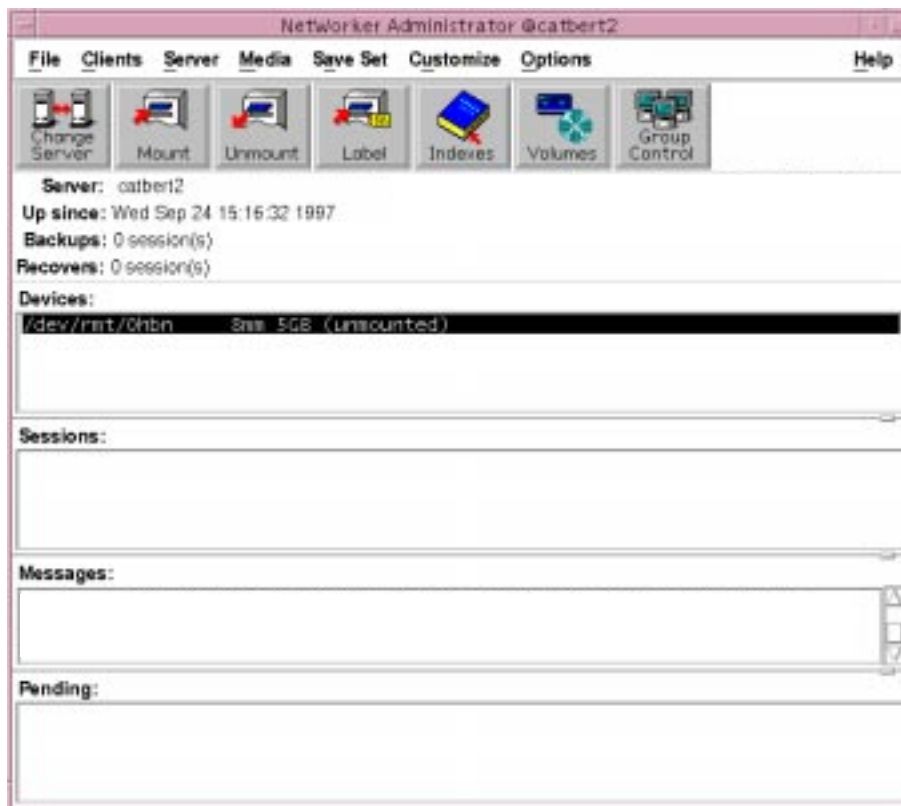 NetWorker Administrator @catbert2
File Clients Server Media Save Set Customize Options Help
Change Server Mount Unmount Label Indexes Volumes Group Control
Server: catbert2
Up since: Wed Sep 24 15:16:32 1997
Backups: 0 session(s)
Recovers: 0 session(s)
Devices:
/dev/rmt/0hbn 8mm 5GB (unmounted)
Sessions:
Messages:
Pending: